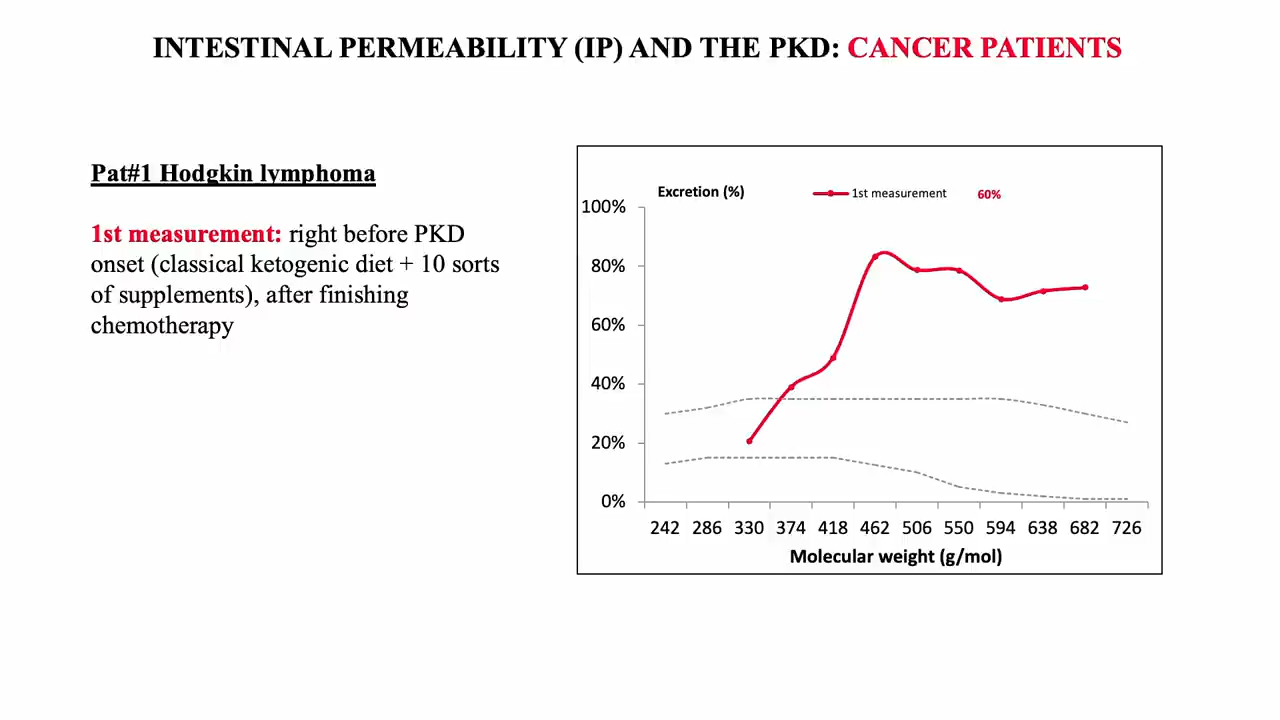 INTESTINAL PERMEABILITY (IP) AND THE PKD: CANCER PATIENTS
Pat#1 Hodgkin lymphoma
1st measurement: right before PKD
onset (classical ketogenic diet + 10 sorts
of supplements), after finishing
chemotherapy
Excretion (%)
1st measurement 60%
100%
80%
60%
40%
20%
0%
242 286 330 374 418 462 506 550 594 638 682 726
Molecular weight (g/mol)